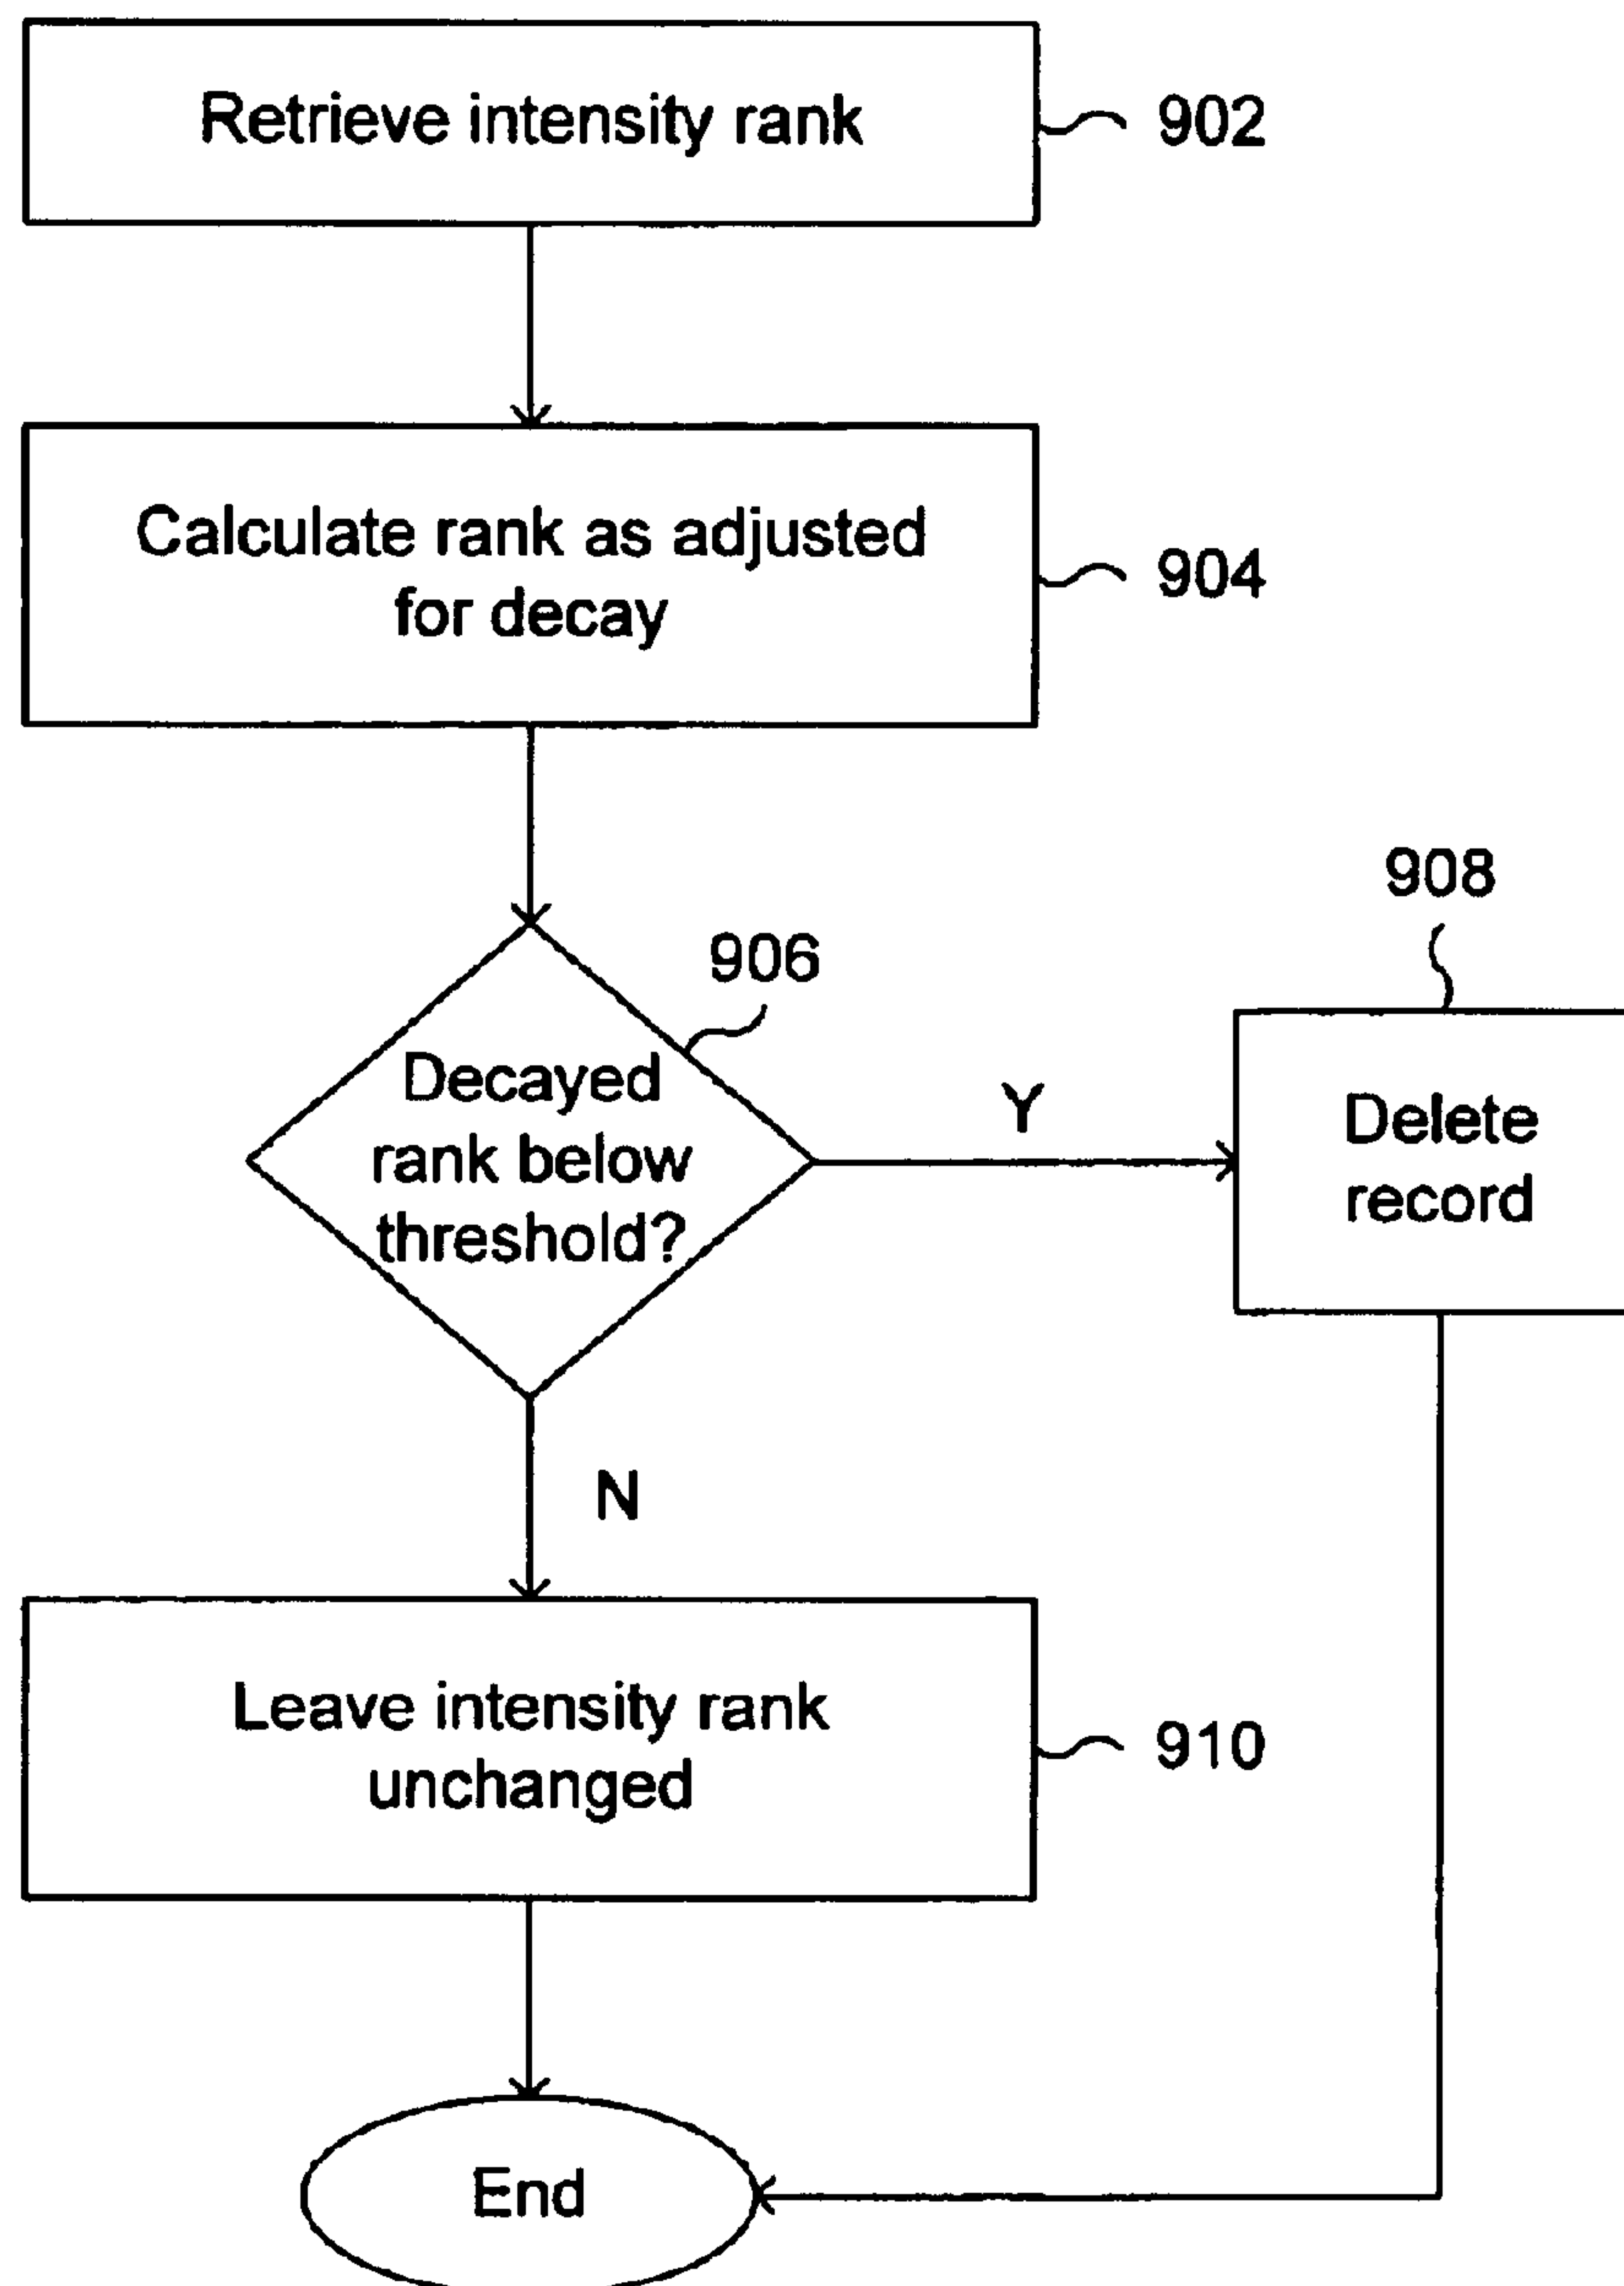 Retrieve intensity rank
902
Calculate rank as adjusted
for decay
904
906
Decayed
rank below
threshold?
Y
908
Delete
record
N
Leave intensity rank
unchanged
910
End